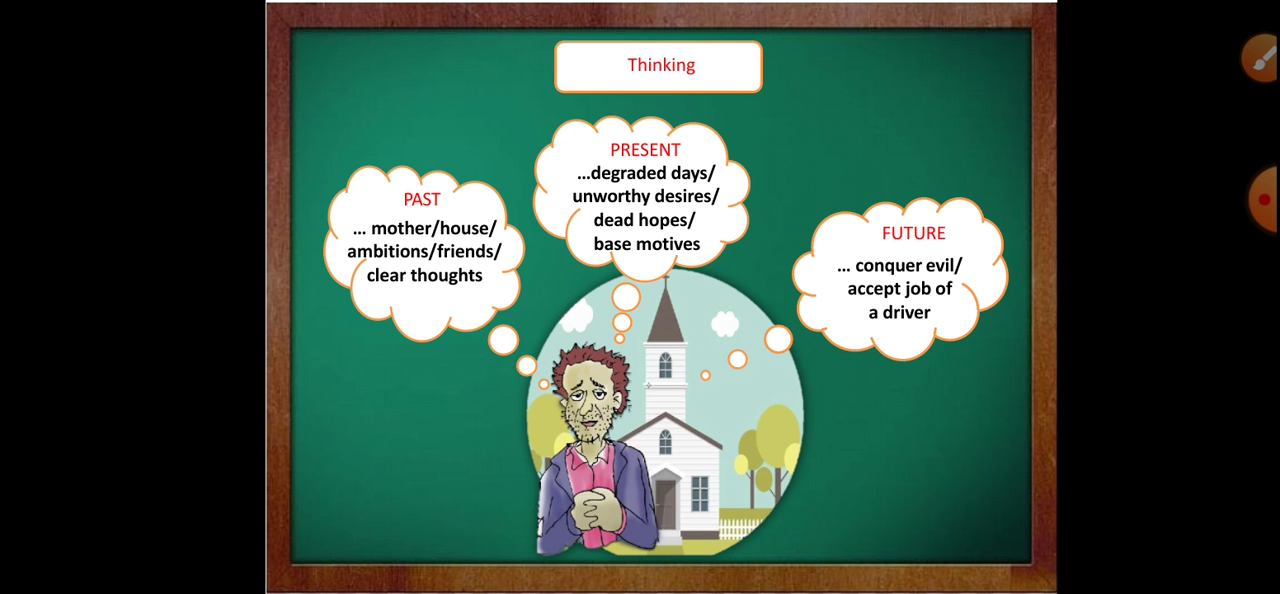 Thinking
PAST
... mother/house/
ambitions/friends/
clear thoughts
PRESENT
...degraded days/
unworthy desires/
dead hopes/
base motives
FUTURE
... conquer evil/
accept job of
a driver